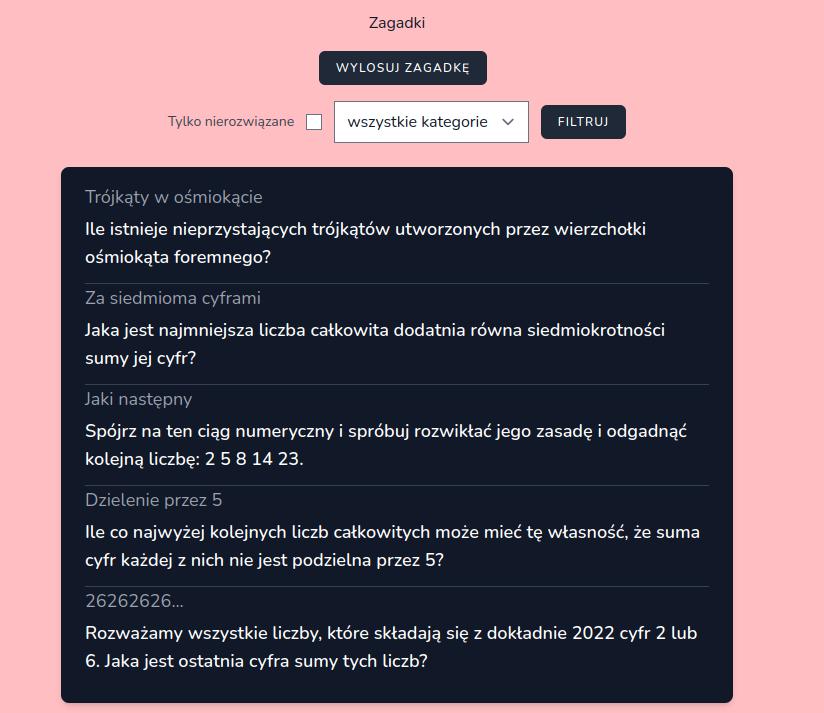 Zagadki
WYLOSUJ ZAGADKĘ
Tylko nierozwiązane wszystkie kategorie FILTRUJ
Trójkąty w ośmiokącie
Ile istnieje nieprzystających trójkątów utworzonych przez wierzchołki
ośmiokąta foremnego?
Za siedmioma cyframi
Jaka jest najmniejsza liczba całkowita dodatnia równa siedmiokrotności
sumy jej cyfr?
Jaki następny
Spójrz na ten ciąg numeryczny i spróbuj rozwikłać jego zasadę i odgadnąć
kolejną liczbę: 2 5 8 14 23.
Dzielenie przez 5
Ile co najwyżej kolejnych liczb całkowitych może mieć tę własność, że suma
cyfr każdej z nich nie jest podzielna przez 5?
26262626...
Rozważamy wszystkie liczby, które składają się z dokładnie 2022 cyfr 2 lub
6. Jaka jest ostatnia cyfra sumy tych liczb?